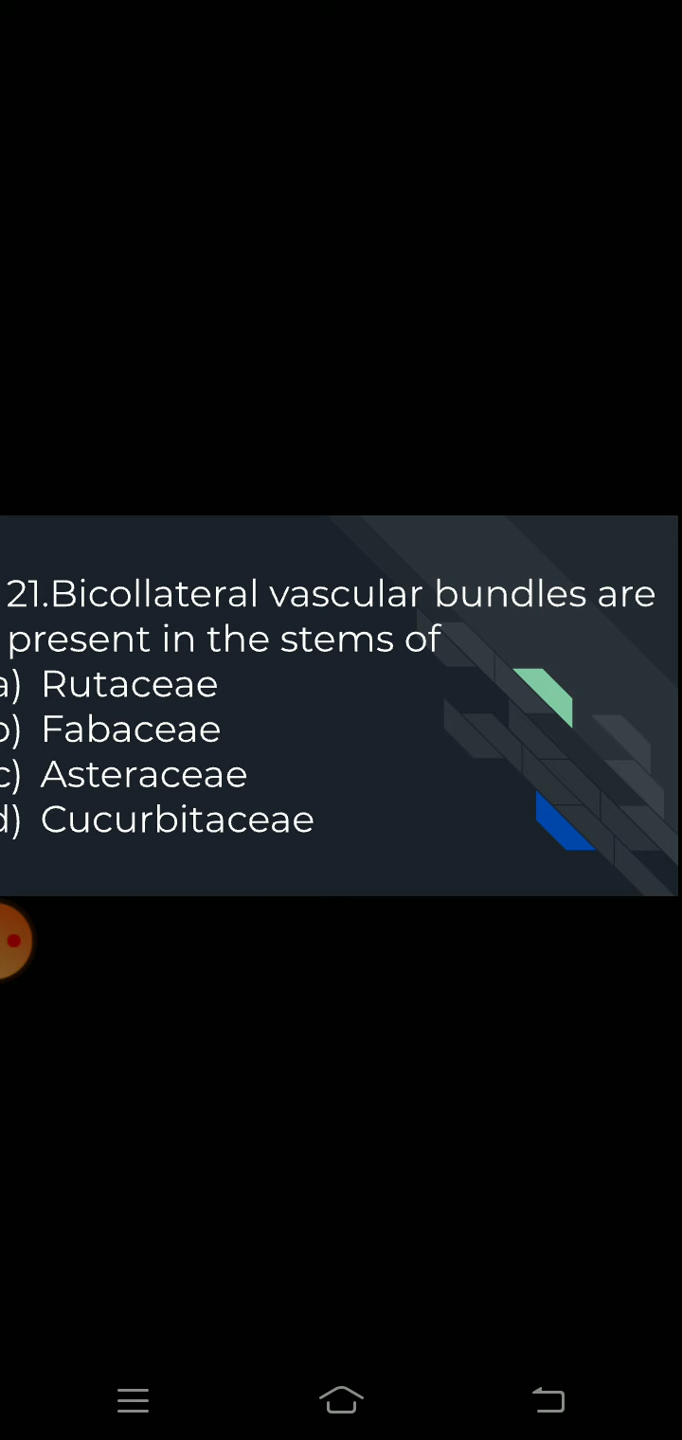 21.Bicollateral vascular bundles are
present in the stems of
a) Rutaceae
b) Fabaceae
c) Asteraceae
d) Cucurbitaceae